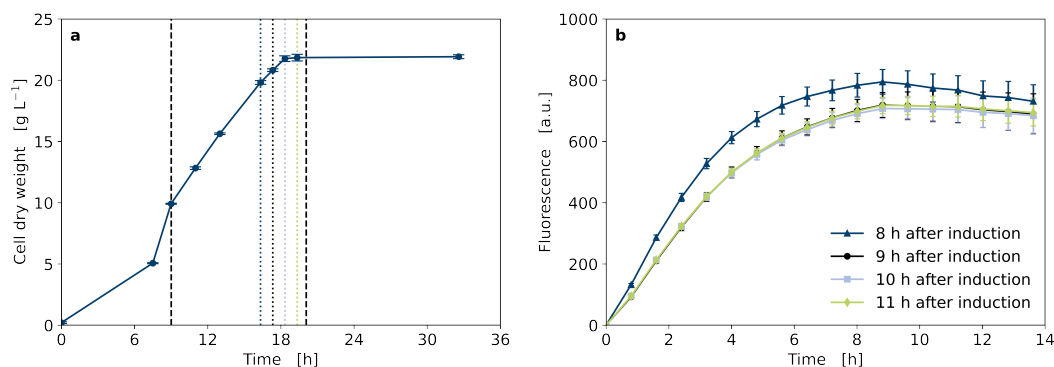 a
25
20
15
10
5
0
Cell dry weight [g L⁻¹]
0 6 12 18 24 30 36
Time [h]
b
1000
800
600
400
200
0
Fluorescence [a.u.]
8 h after induction
9 h after induction
10 h after induction
11 h after induction
0 2 4 6 8 10 12 14
Time [h]